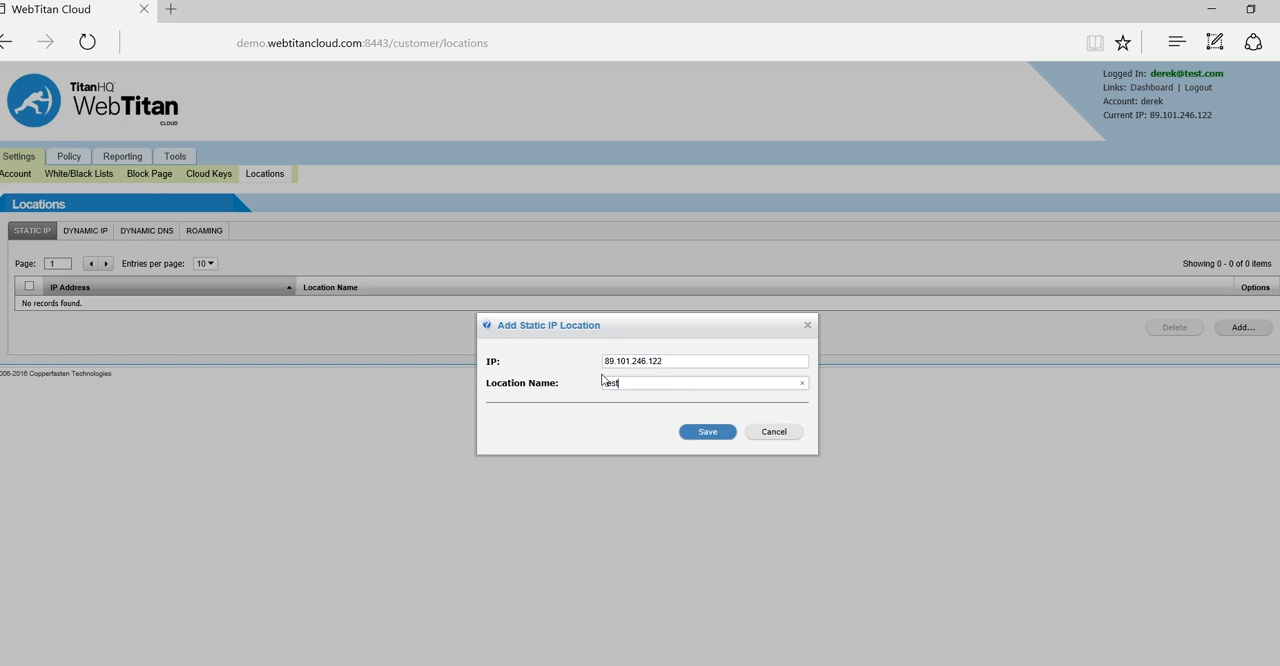 WebTitan Cloud
demo.webtitancloud.com:8443/customer/locations
TitanHQ
WebTitan
CLOUD
Logged In: derek@test.com
Links: Dashboard | Logout
Account: derek
Current IP: 89.101.246.122
Settings Policy Reporting Tools
Account White/Black Lists Block Page Cloud Keys Locations
Locations
STATIC IP DYNAMIC IP DYNAMIC DNS ROAMING
Page: 1 Entries per page: 10 Showing 0 - 0 of 0 items
IP Address Location Name Options
No records found.
Delete Add...
Add Static IP Location
IP: 89.101.246.122
Location Name:
Save Cancel
Copperfasten Technologies